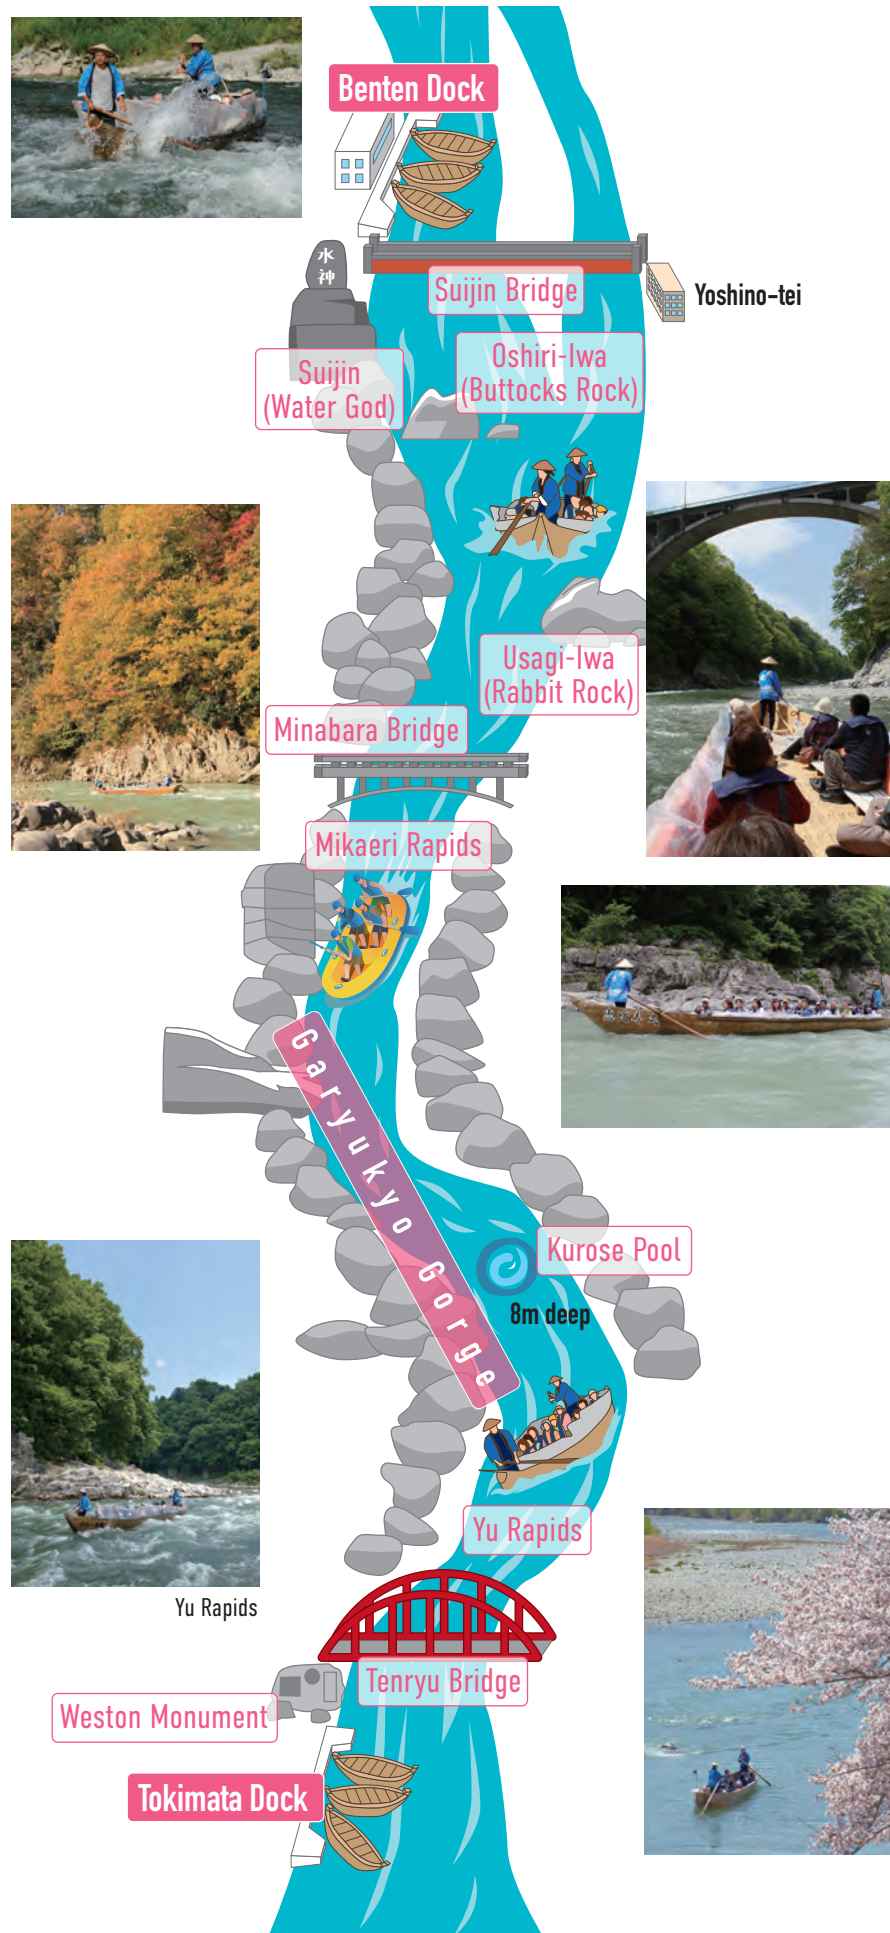 Benten Dock
水
神
Suijin Bridge
Yoshino-tei
Oshiri-Iwa
(Buttocks Rock)
Suijin
(Water God)
Usagi-Iwa
(Rabbit Rock)
Minabara Bridge
Mikaeri Rapids
Garyukyo Gorge
Kurose Pool
8m deep
Yu Rapids
Yu Rapids
Tenryu Bridge
Weston Monument
Tokimata Dock